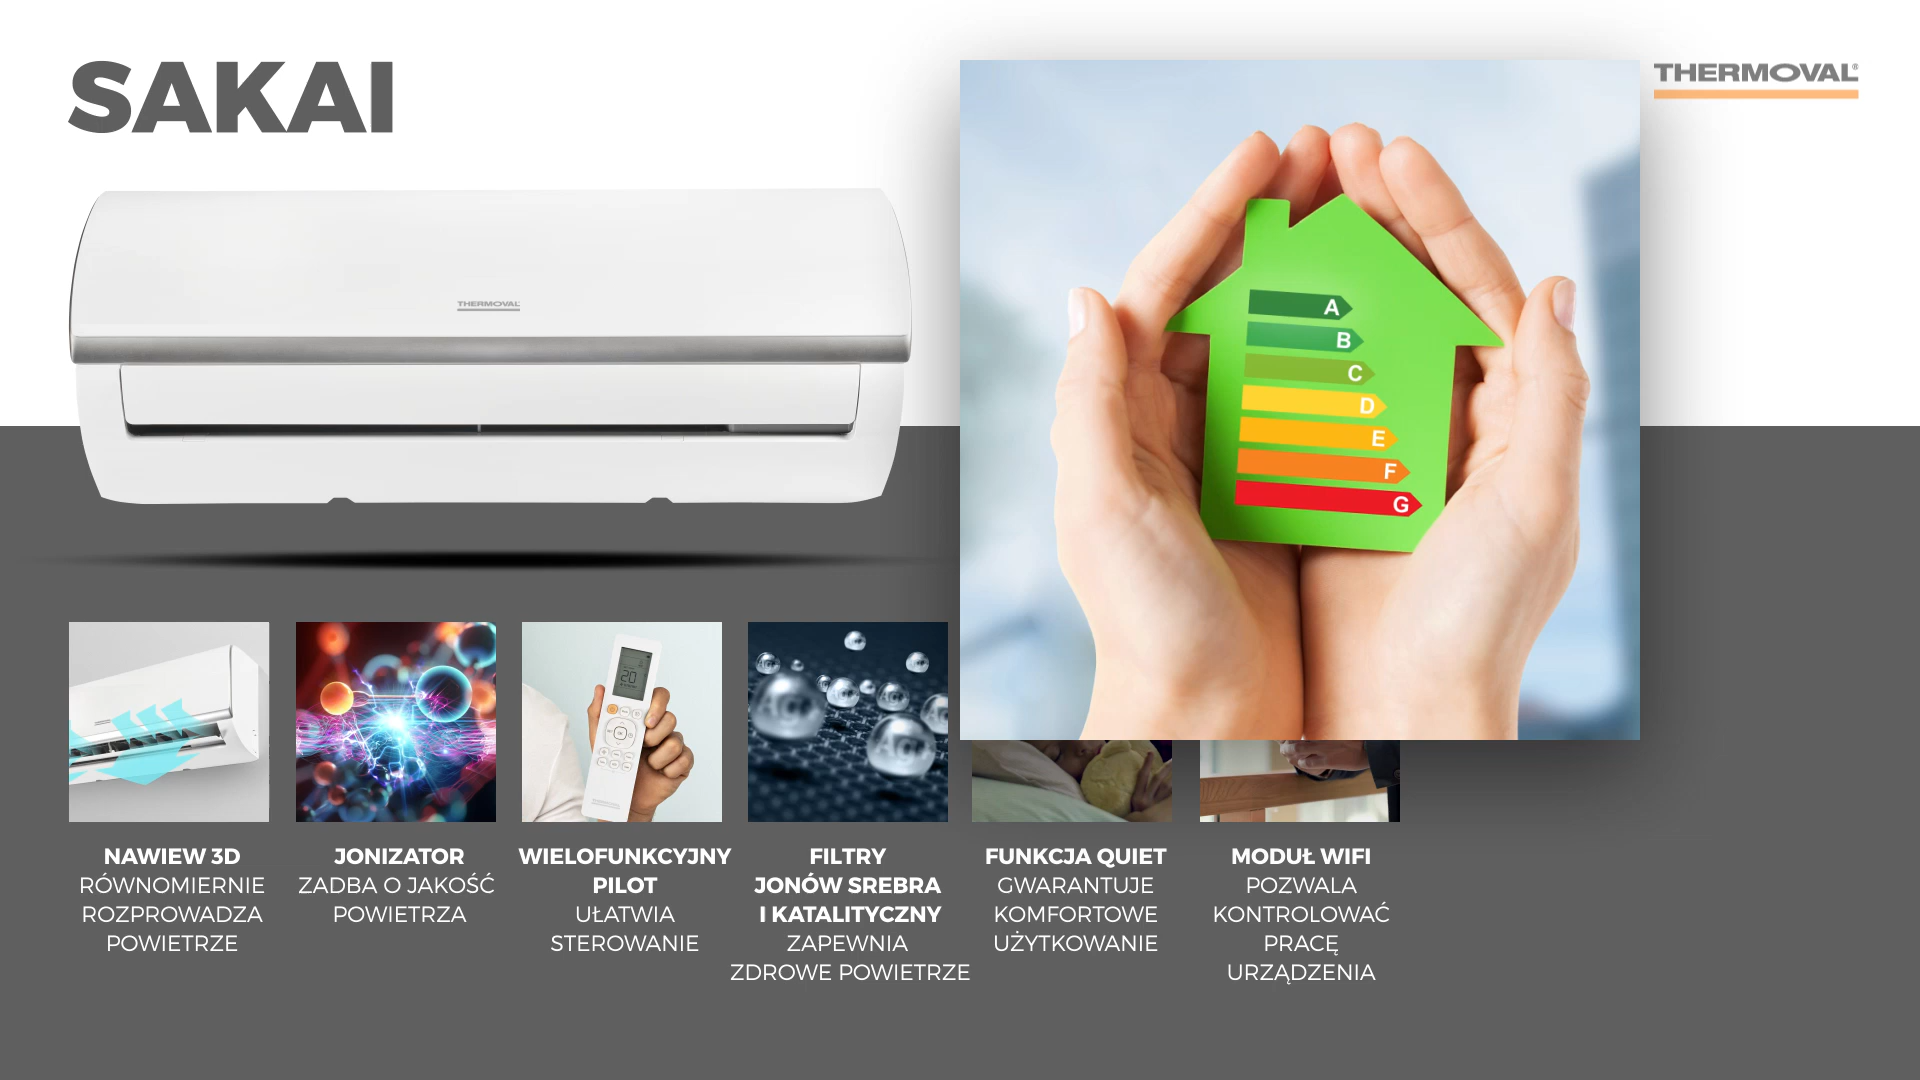 SAKAI
THERMOVAL®
THERMOVAL
A
B
C
D
E
F
G
20
NAWIEW 3D
RÓWNOMIERNIE
ROZPROWADZA
POWIETRZE
JONIZATOR
ZADBA O JAKOŚĆ
POWIETRZA
WIELOFUNKCYJNY
PILOT
UŁATWIA
STEROWANIE
FILTRY
JONÓW SREBRA
I KATALITYCZNY
ZAPEWNIA
ZDROWE POWIETRZE
FUNKCJA QUIET
GWARANTUJE
KOMFORTOWE
UŻYTKOWANIE
MODUŁ WIFI
POZWALA
KONTROLOWAĆ
PRACĘ
URZĄDZENIA